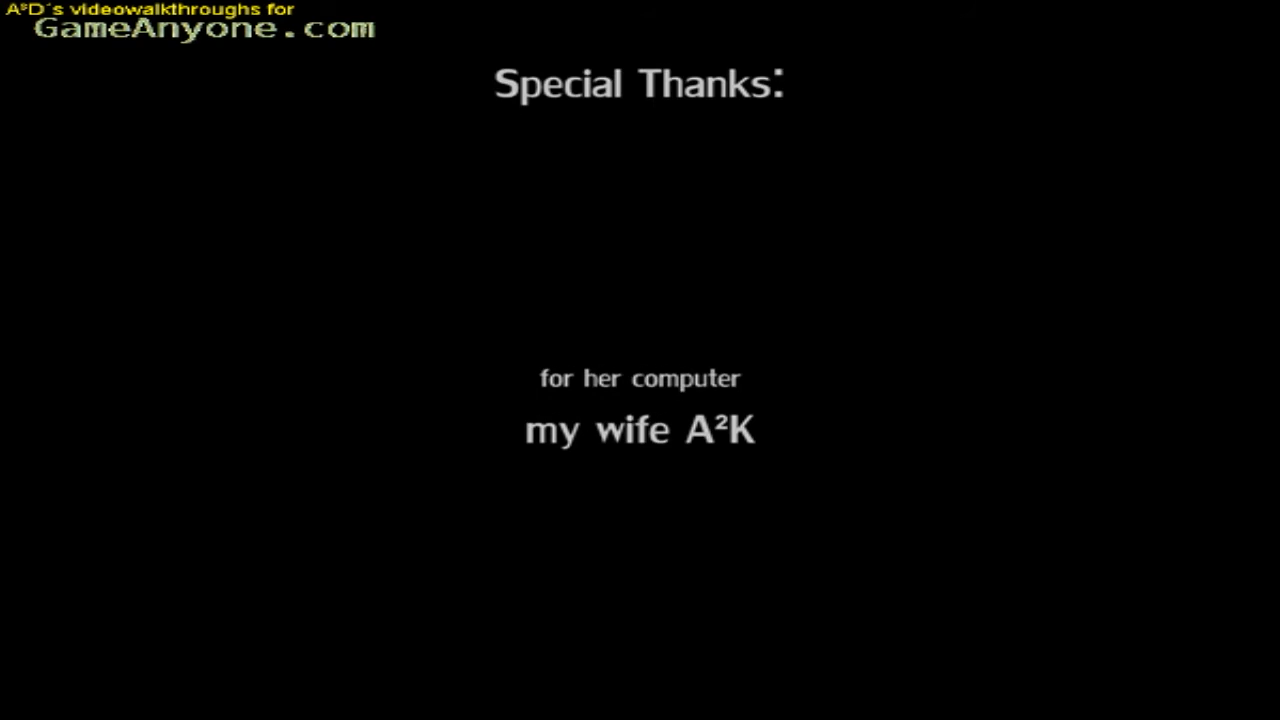 A²D´s videowalkthroughs for
GameAnyone.com
Special Thanks:
for her computer
my wife A²K